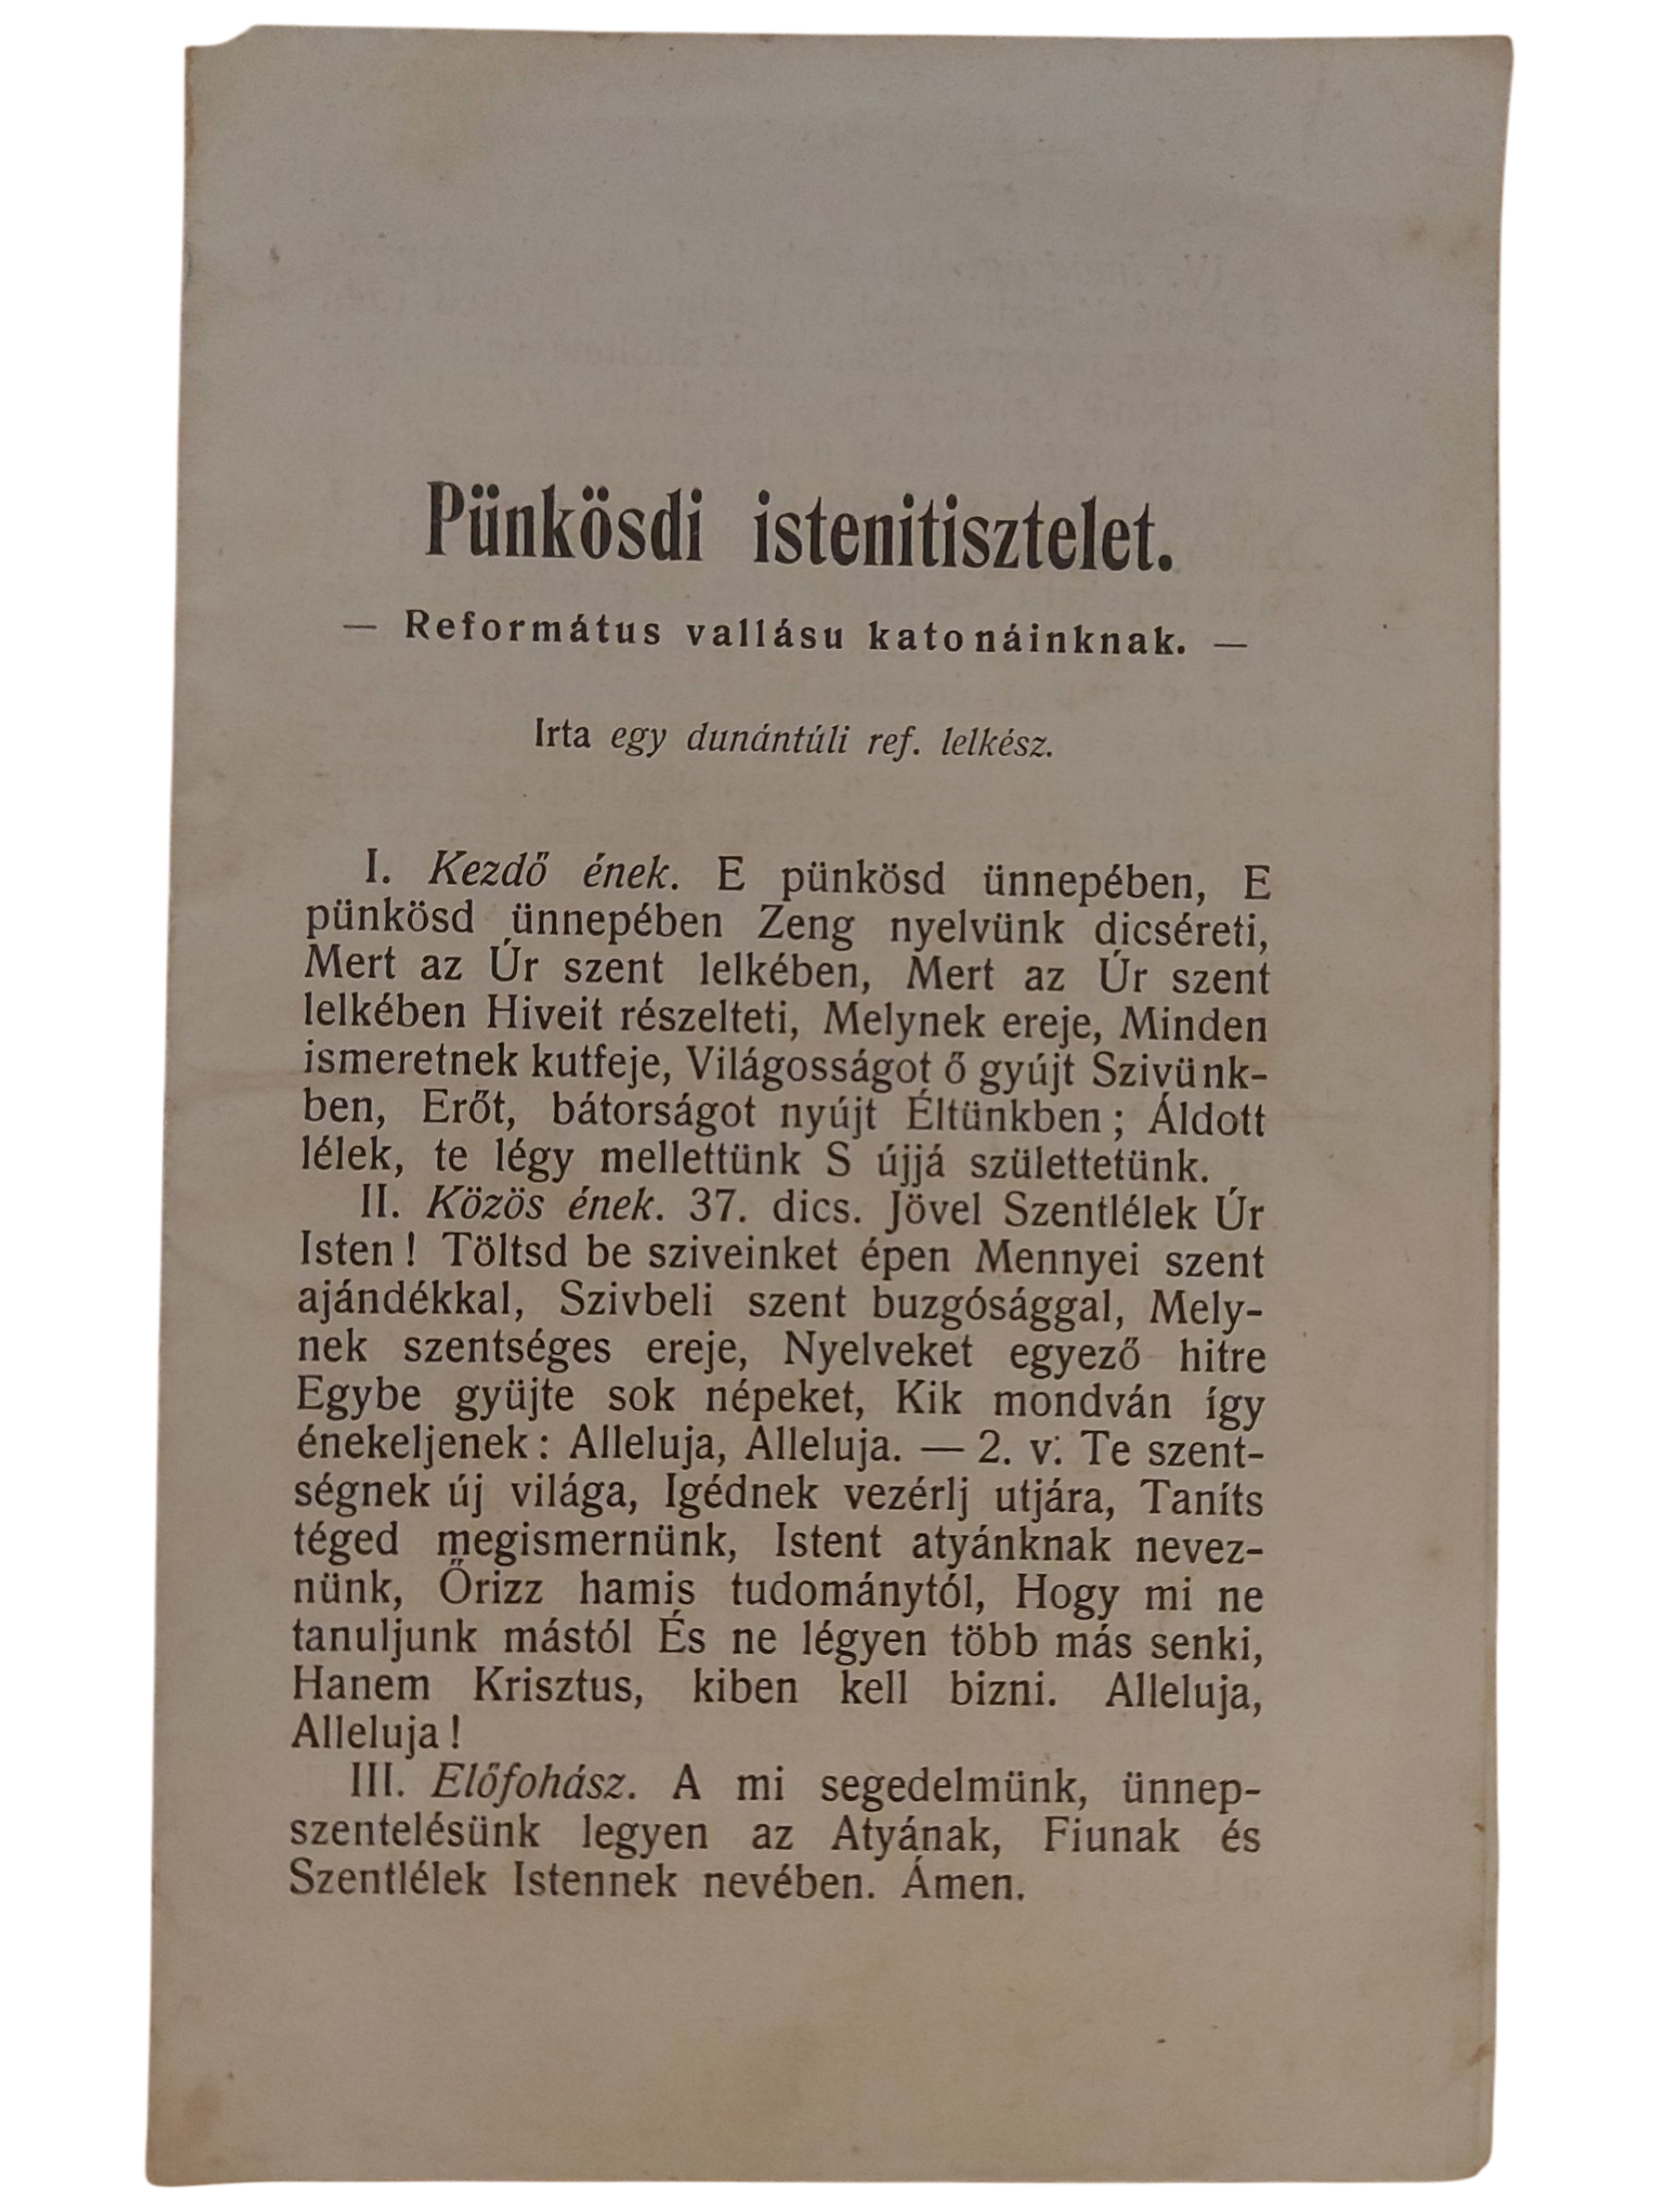 Pünkösdi istenitisztelet.
— Református vallásu katonáinknak. —
Irta egy dunántúli ref. lelkész.
I. Kezdő ének. E pünkösd ünnepében, E
pünkösd ünnepében Zeng nyelvünk dicséreti,
Mert az Úr szent lelkében, Mert az Úr szent
lelkében Hiveit részelteti, Melynek ereje, Minden
ismeretnek kutfeje, Világosságot ő gyújt Szivünk-
ben, Erőt, bátorságot nyújt Éltünkben ; Áldott
lélek, te légy mellettünk S újjá születtetünk.
II. Közös ének. 37. dics. Jövel Szentlélek Úr
Isten ! Töltsd be sziveinket épen Mennyei szent
ajándékkal, Szivbeli szent buzgósággal, Mely-
nek szentséges ereje, Nyelveket egyező hitre
Egybe gyüjte sok népeket, Kik mondván így
énekeljenek : Alleluja, Alleluja. — 2. v. Te szent-
ségnek új világa, Igédnek vezérlj utjára, Taníts
téged megismernünk, Istent atyánknak nevez-
nünk, Őrizz hamis tudománytól, Hogy mi ne
tanuljunk mástól És ne légyen több más senki,
Hanem Krisztus, kiben kell bizni. Alleluja,
Alleluja !
III. Előfohász. A mi segedelmünk, ünnep-
szentelésünk legyen az Atyának, Fiunak és
Szentlélek Istennek nevében. Ámen.